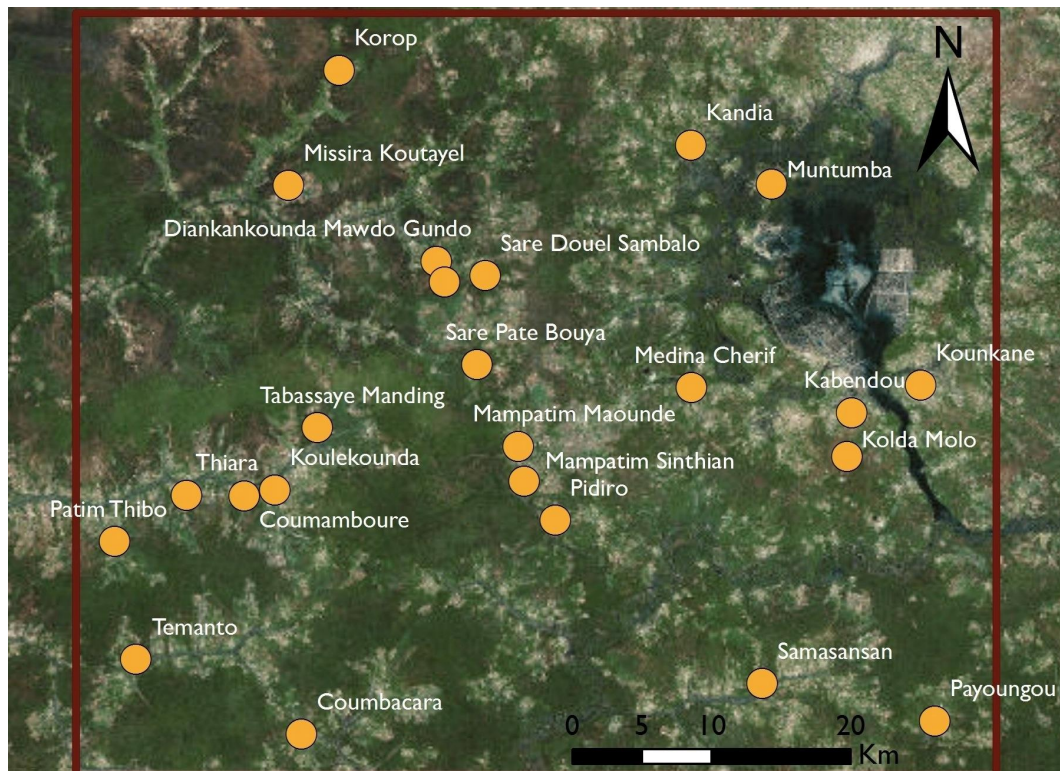 Korop
N
Kandia
Missira Koutayel
Muntumba
Diankankounda Mawdo Gundo
Sare Douel Sambalo
Sare Pate Bouya
Medina Cherif
Kounkane
Kabendou
Tabassaye Manding
Mampatim Maounde
Kolda Molo
Thiara
Koulekounda
Mampatim Sinthian
Pidiro
Patim Thibo
Coumamboure
Temanto
Samasansan
Payoungou
Coumbacara
0 5 10 20
Km